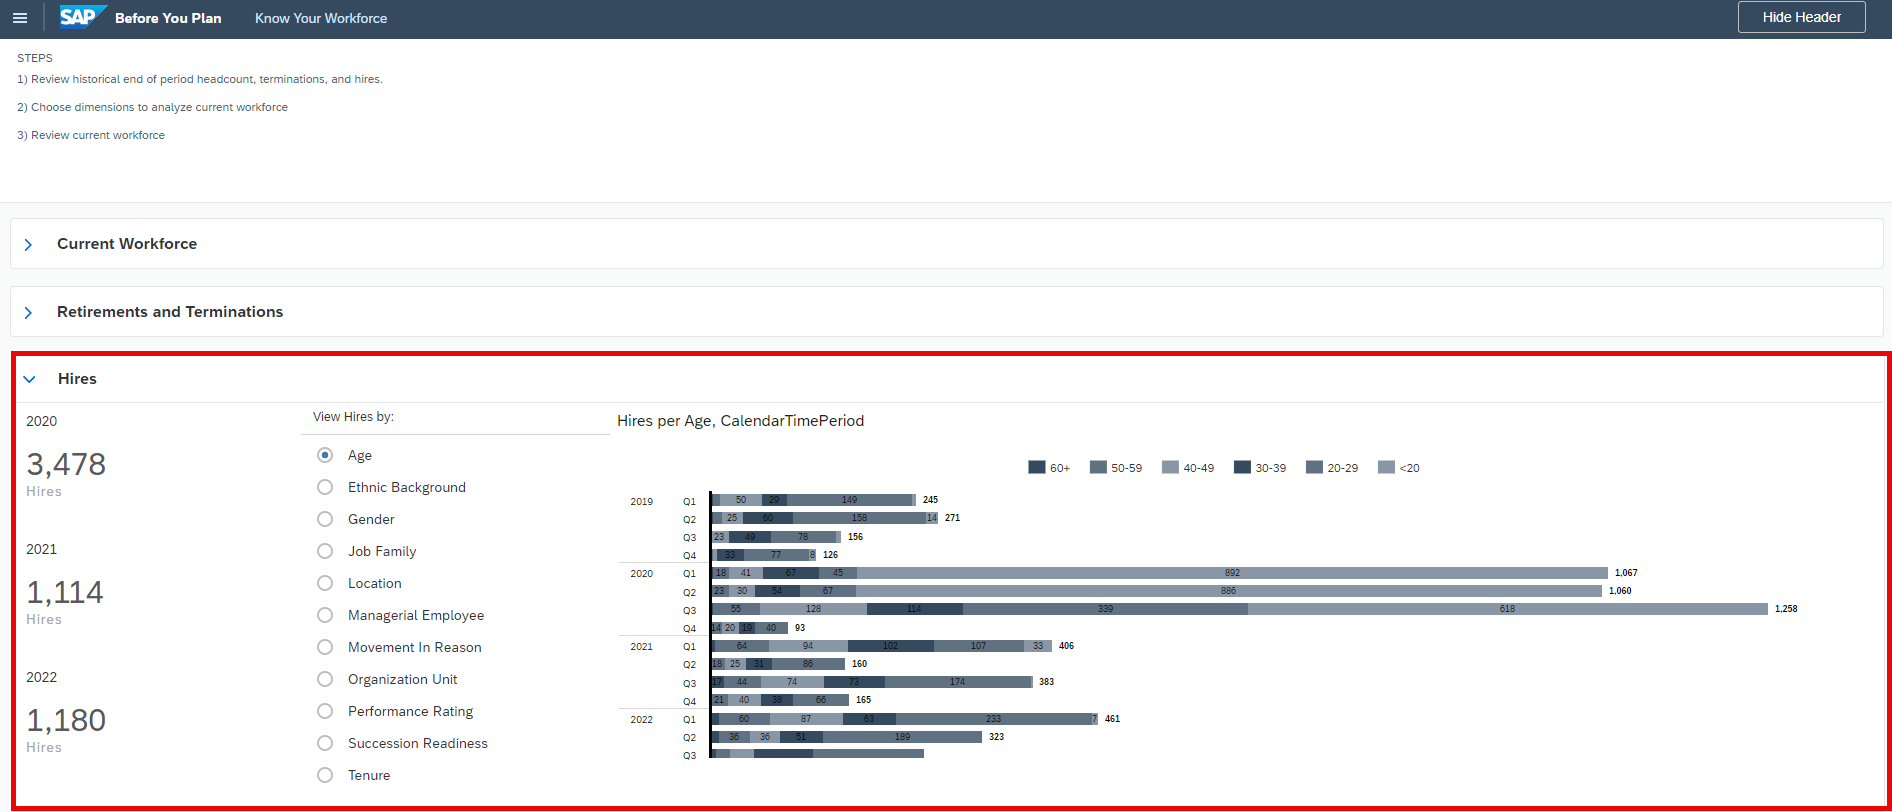 SAP Before You Plan Know Your Workforce Hide Header
STEPS
1) Review historical end of period headcount, terminations, and hires.
2) Choose dimensions to analyze current workforce
3) Review current workforce
Current Workforce
Retirements and Terminations
Hires
2020
3,478
Hires
2021
1,114
Hires
2022
1,180
Hires
View Hires by:
Age
Ethnic Background
Gender
Job Family
Location
Managerial Employee
Movement In Reason
Organization Unit
Performance Rating
Succession Readiness
Tenure
Hires per Age, CalendarTimePeriod
60+ 50-59 40-49 30-39 20-29 <20
2019 Q1 50 29 149 245
Q2 25 60 158 14 271
Q3 23 49 78 156
Q4 33 77 8 126
2020 Q1 18 41 67 45 892 1,067
Q2 23 30 54 67 886 1,060
Q3 55 128 114 339 618 1,258
Q4 14 20 19 40 93
2021 Q1 64 94 102 107 33 406
Q2 18 25 31 86 160
Q3 17 44 74 73 174 383
Q4 21 40 38 66 165
2022 Q1 60 87 63 233 7 461
Q2 36 36 51 189 323
Q3